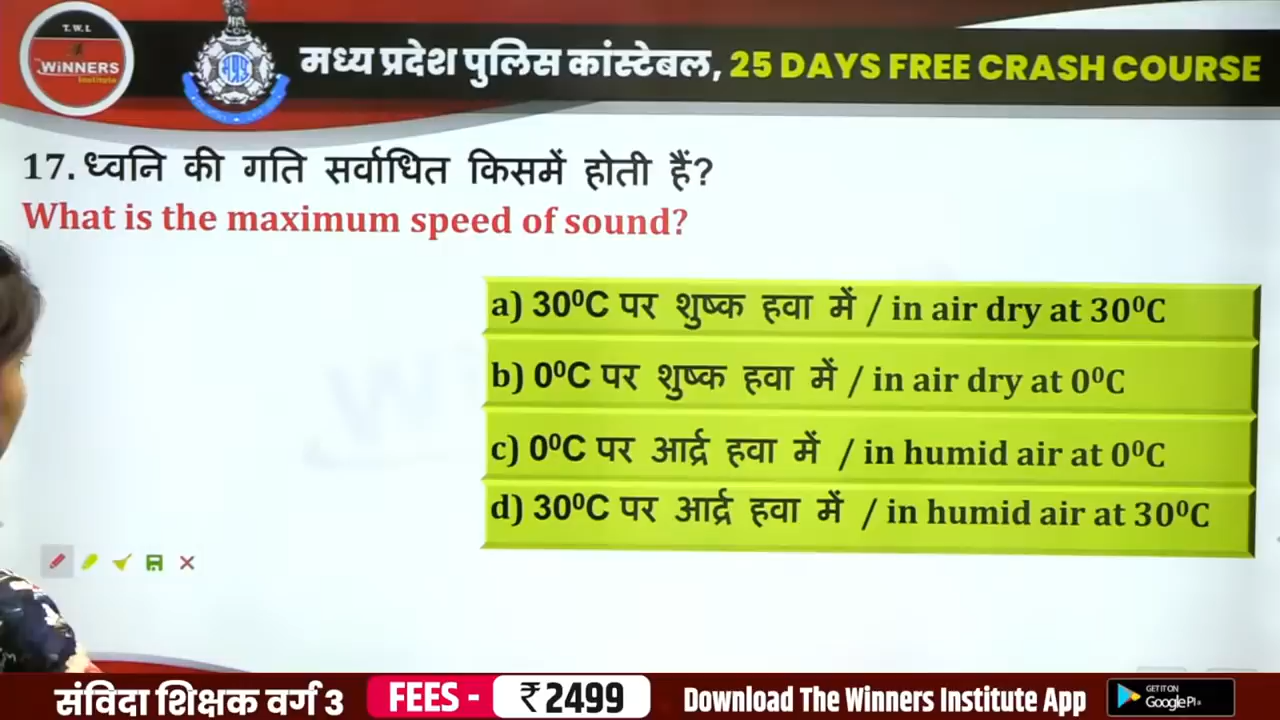 T.W.I.
WiNNERS
Institute
मध्य प्रदेश पुलिस कांस्टेबल, 25 DAYS FREE CRASH COURSE
17. ध्वनि की गति सर्वाधित किसमें होती हैं?
What is the maximum speed of sound?
a) 30⁰C पर शुष्क हवा में / in air dry at 30⁰C
b) 0⁰C पर शुष्क हवा में / in air dry at 0⁰C
c) 0⁰C पर आर्द्र हवा में / in humid air at 0⁰C
d) 30⁰C पर आर्द्र हवा में / in humid air at 30⁰C
संविदा शिक्षक वर्ग 3 FEES - ₹2499 Download The Winners Institute App GET IT ON